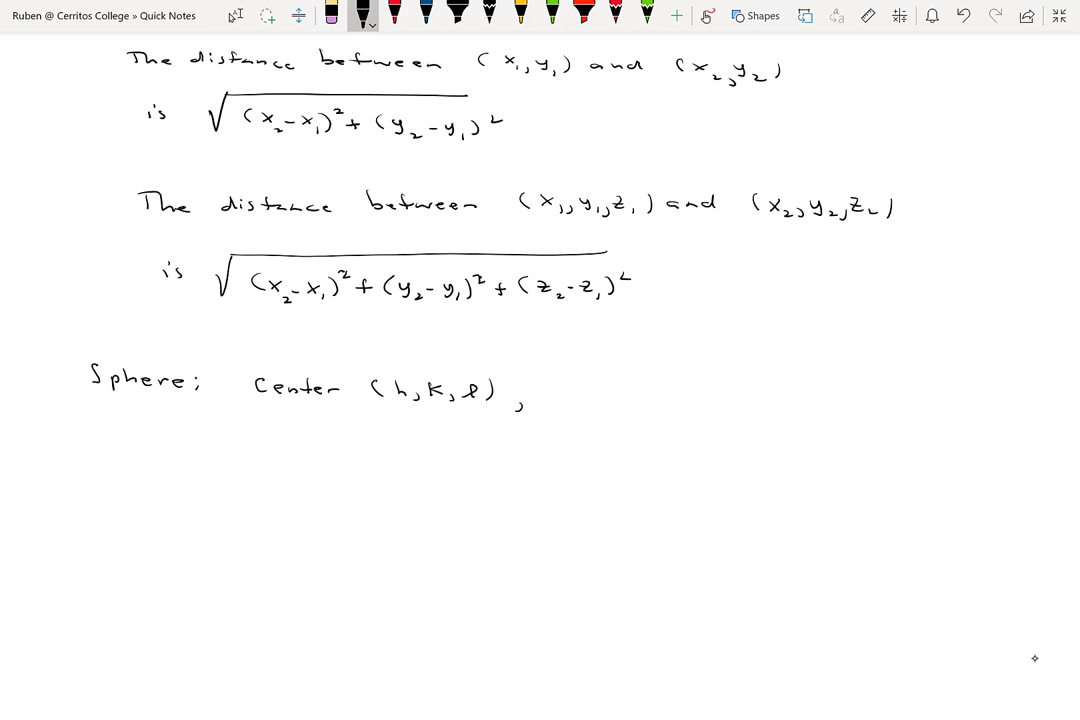 Ruben @ Cerritos College » Quick Notes
Shapes
The distance between (x₁, y₁) and (x₂, y₂)
is √(x₂-x₁)² + (y₂-y₁)²
The distance between (x₁, y₁, z₁) and (x₂, y₂, z₂)
is √(x₂-x₁)² + (y₂-y₁)² + (z₂-z₁)²
Sphere: Center (h, k, ℓ),